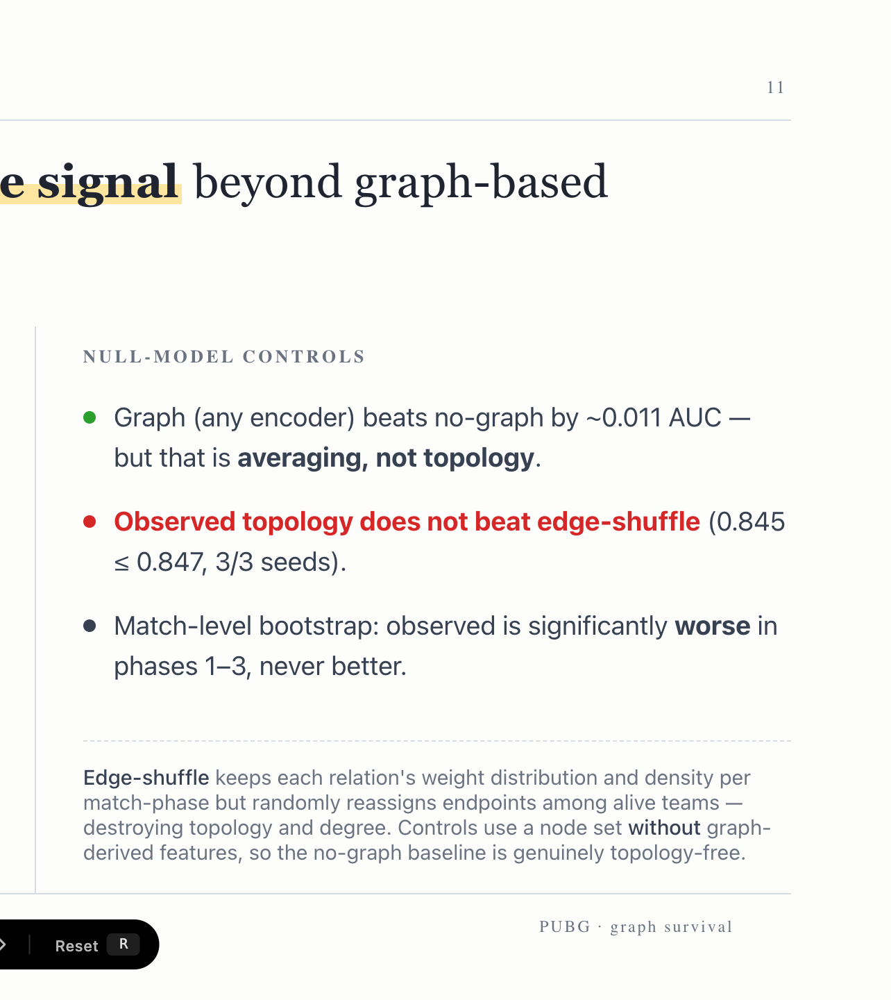 11
e signal beyond graph-based
NULL-MODEL CONTROLS
Graph (any encoder) beats no-graph by ~0.011 AUC —
but that is averaging, not topology.
Observed topology does not beat edge-shuffle (0.845
≤ 0.847, 3/3 seeds).
Match-level bootstrap: observed is significantly worse in
phases 1–3, never better.
Edge-shuffle keeps each relation's weight distribution and density per
match-phase but randomly reassigns endpoints among alive teams —
destroying topology and degree. Controls use a node set without graph-
derived features, so the no-graph baseline is genuinely topology-free.
PUBG · graph survival
Reset R